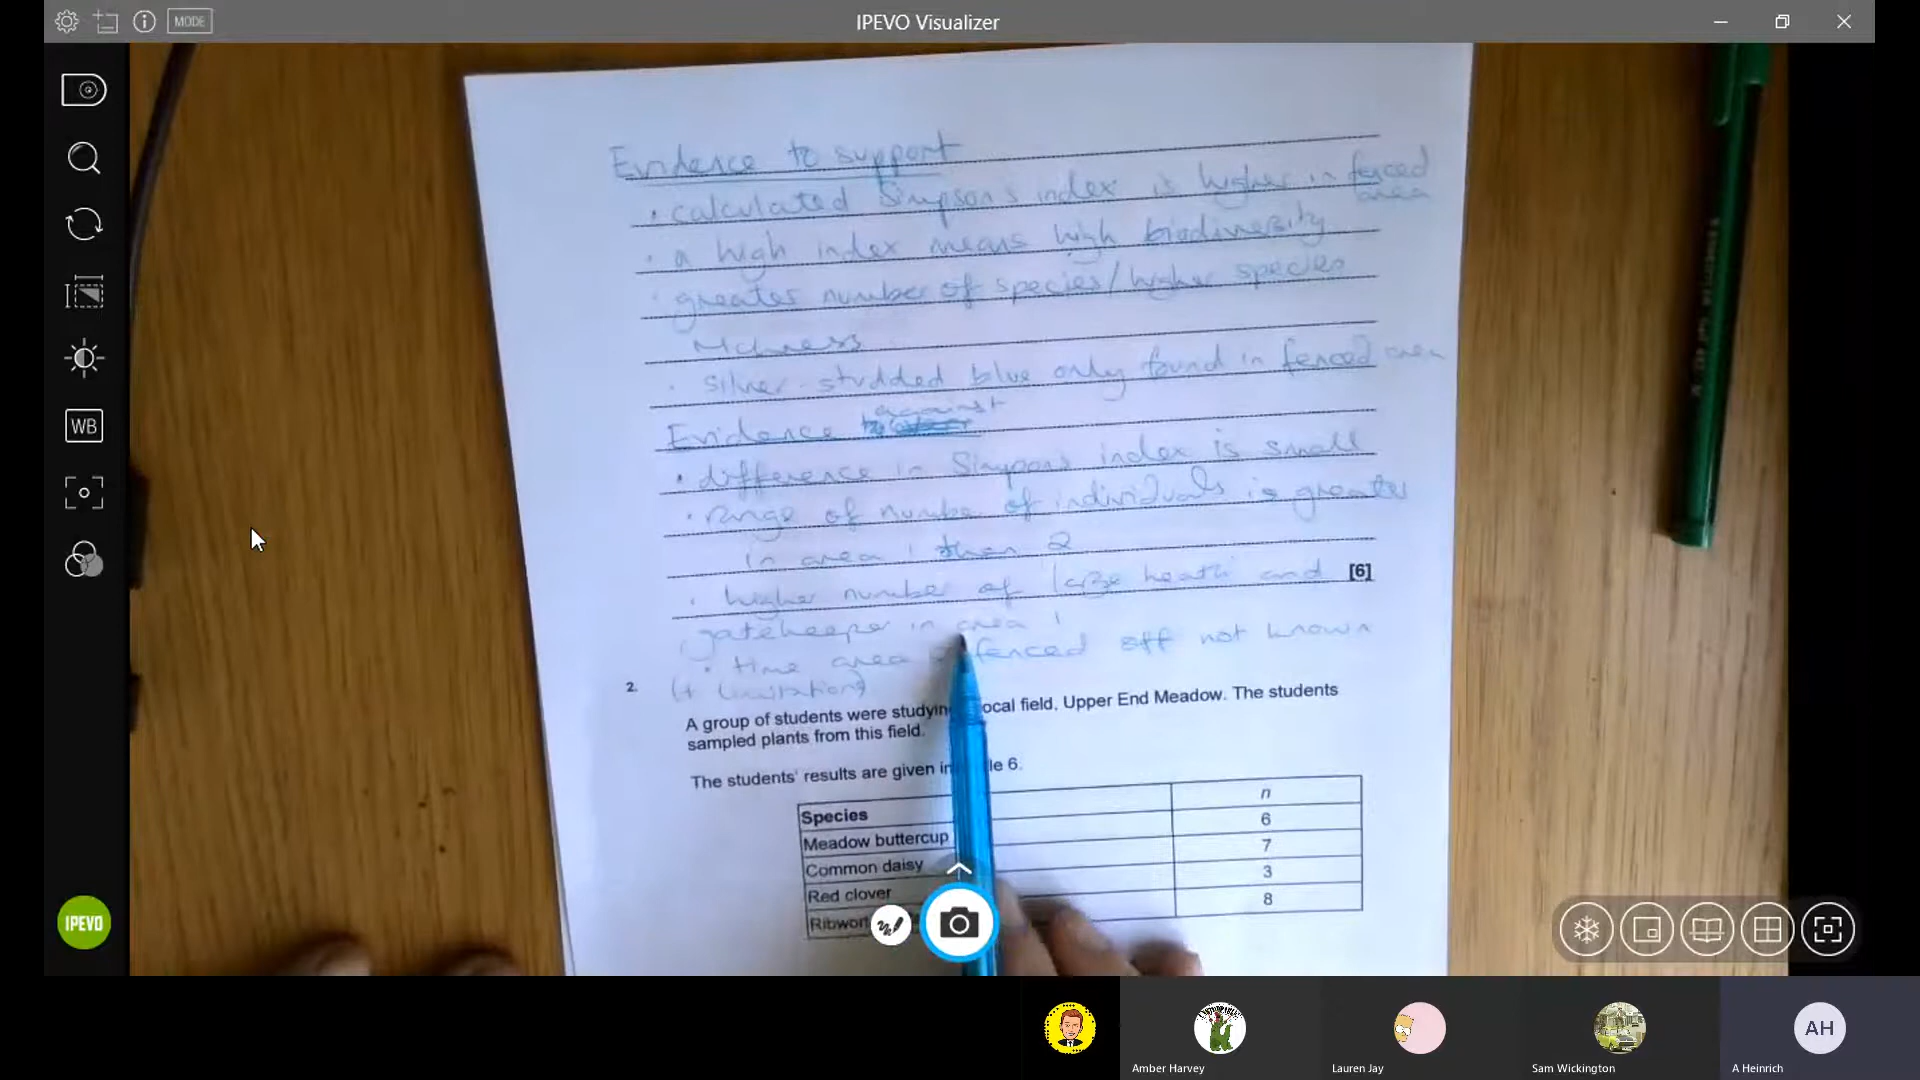 MODE
IPEVO Visualizer
WB
IPEVO
Evidence to support
• calculated Simpson's index is higher in fenced
area
• a high index means high biodiversity
• greater number of species / higher species
richness
• silver-studded blue only found in fenced area
against
Evidence
• difference in Simpsons index is small
• range of number of individuals is greater
in area 1 than 2
• higher number of large heath and [6]
gatekeeper in area 1
• time area fenced off not known
(+ limitation)
2.
A group of students were studyin ocal field, Upper End Meadow. The students
sampled plants from this field.
The students' results are given in le 6.
Species n
Meadow buttercup 6
Common daisy 7
Red clover 3
Ribwort 8
Amber Harvey
Lauren Jay
Sam Wickington
AH
A Heinrich